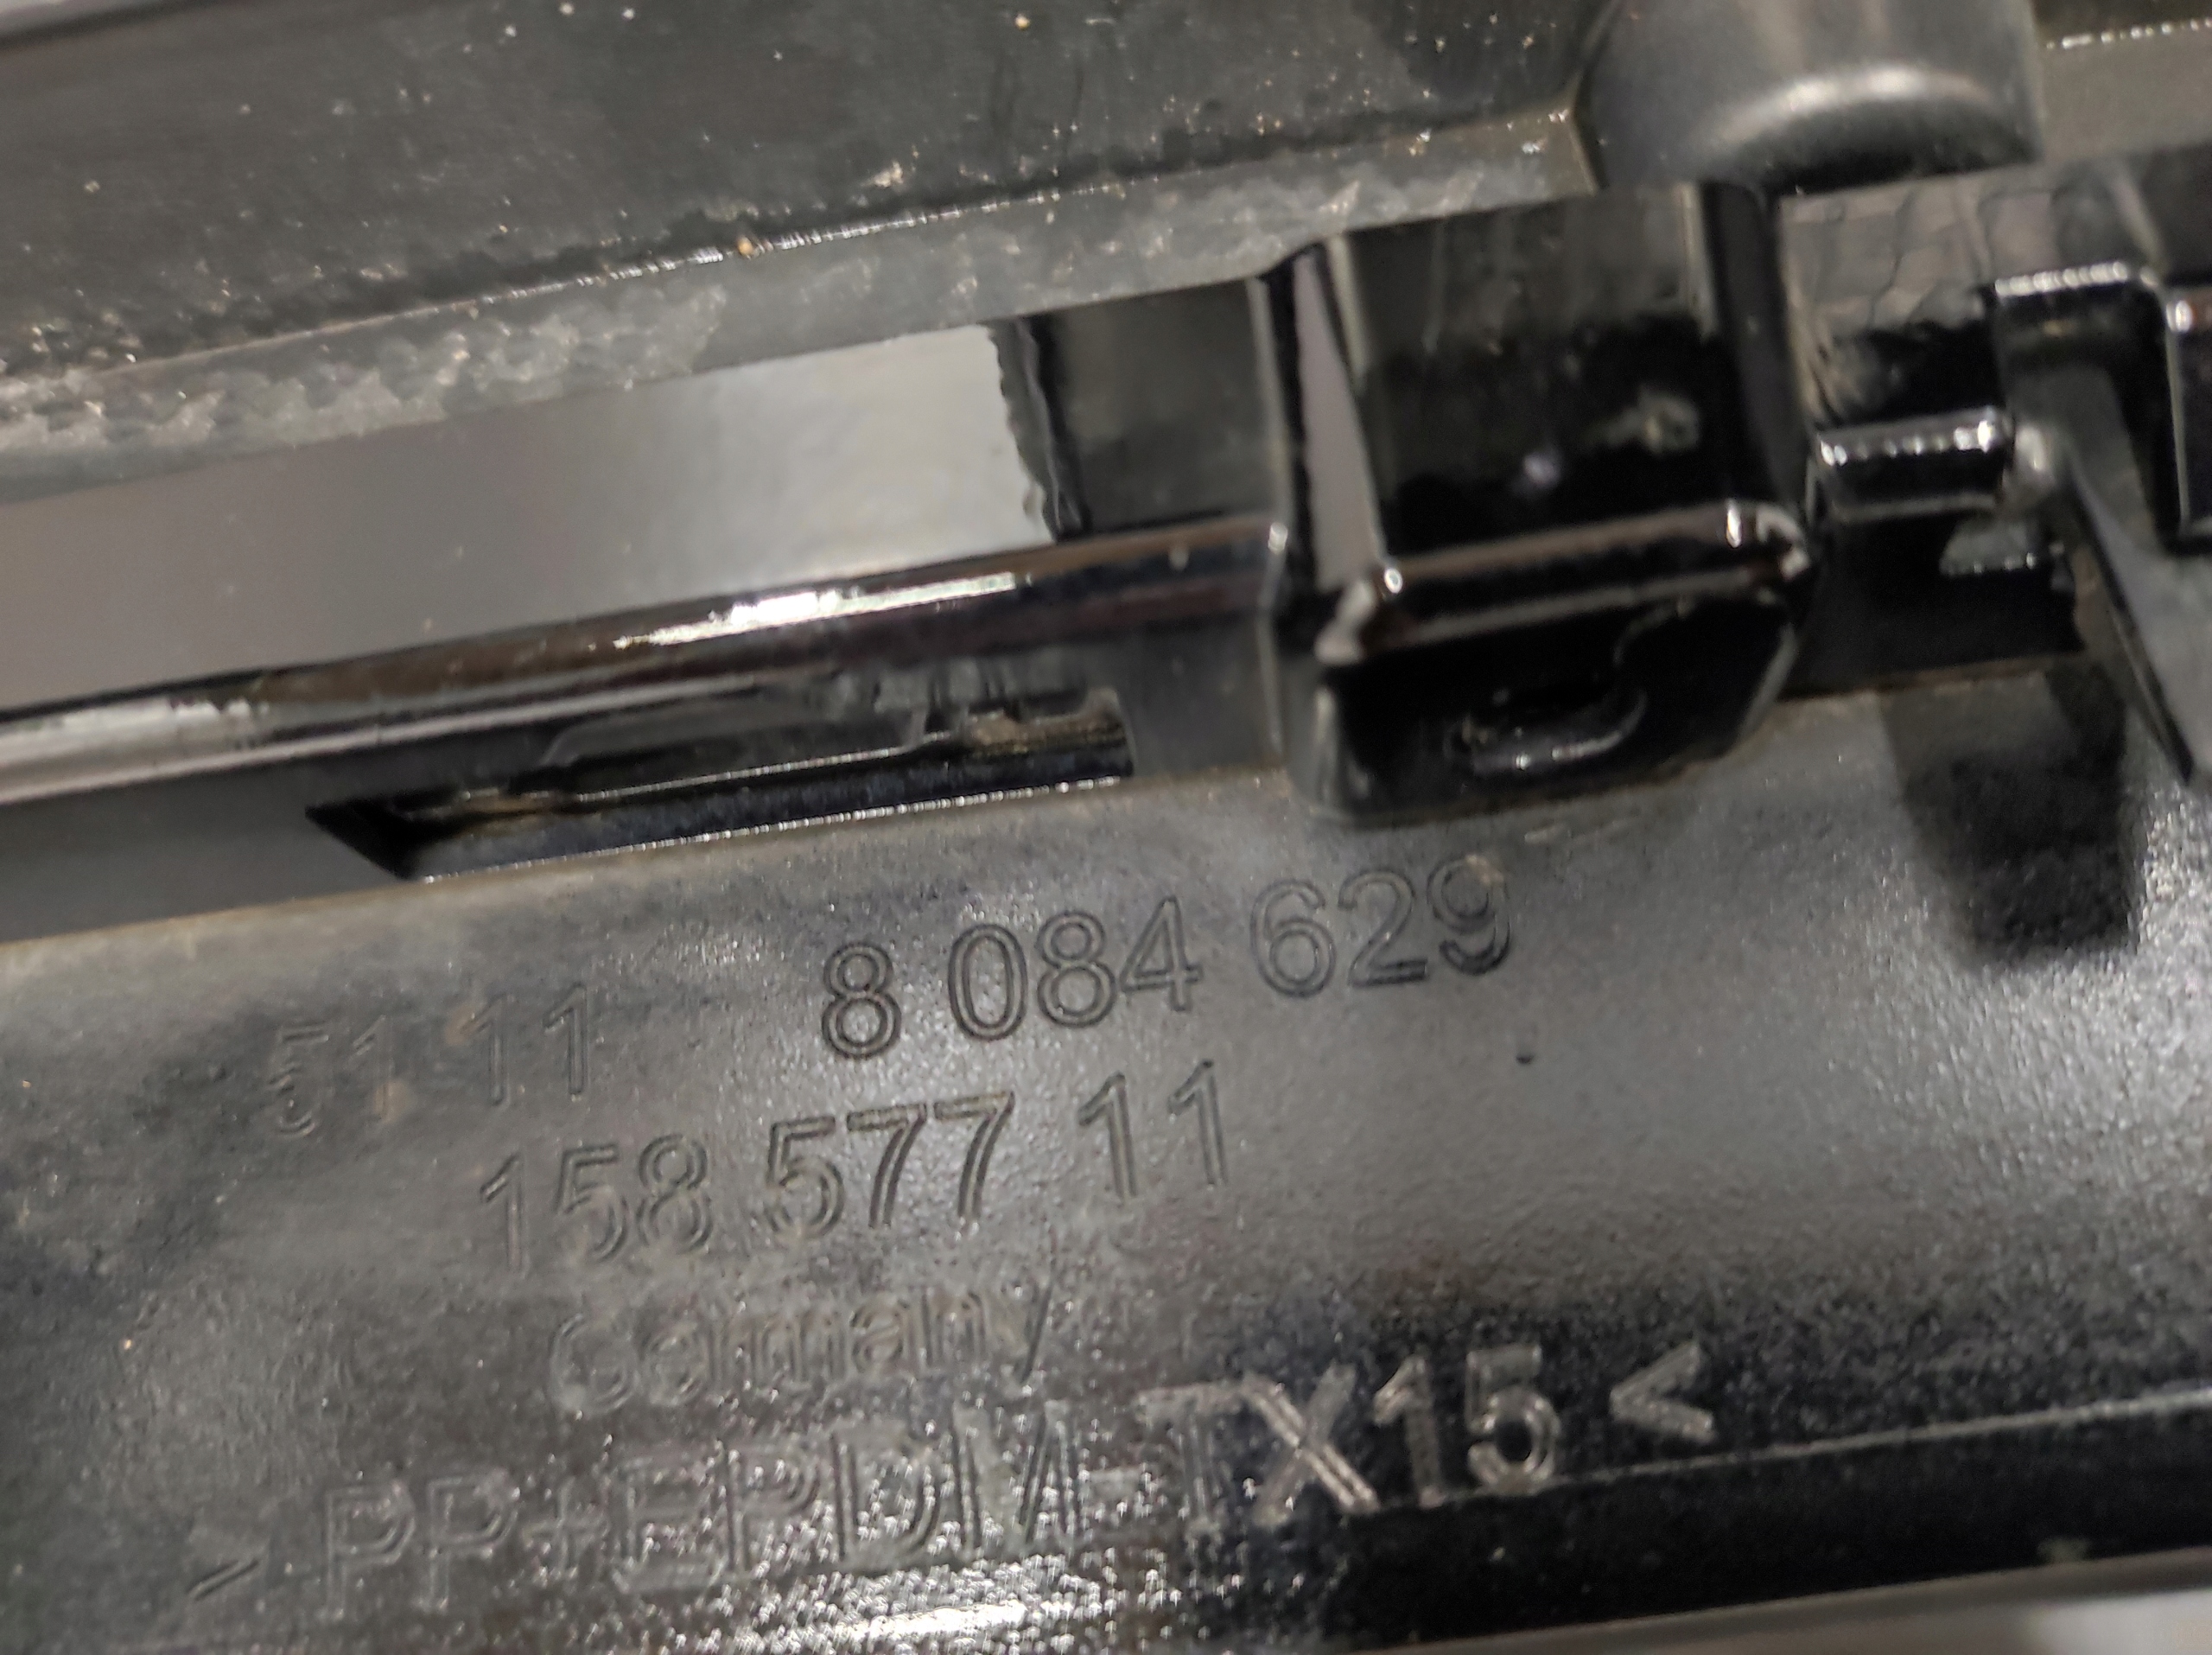 51 11 8 084 629
158 577 11
Germany
>PP+EPDM-TX15<